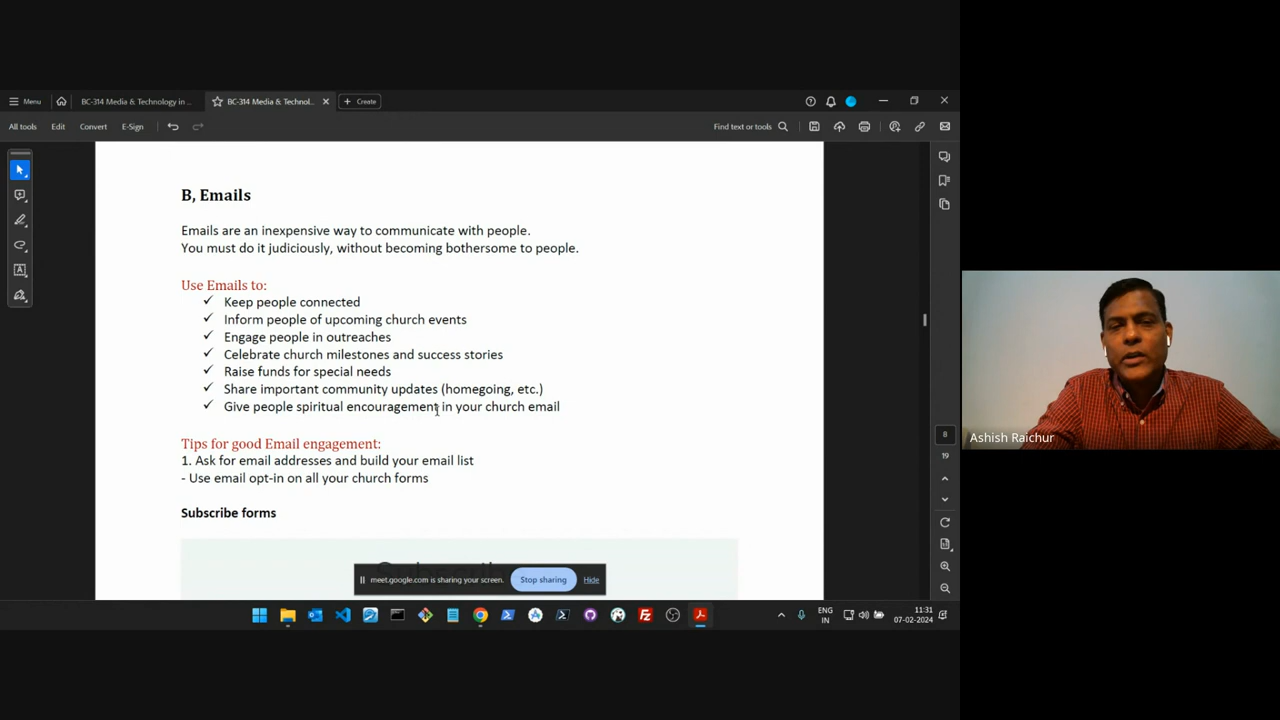 Menu
BC-314 Media & Technology in ...
BC-314 Media & Technol...
Create
All tools
Edit
Convert
E-Sign
Find text or tools
B, Emails
Emails are an inexpensive way to communicate with people.
You must do it judiciously, without becoming bothersome to people.
Use Emails to:
✓ Keep people connected
✓ Inform people of upcoming church events
✓ Engage people in outreaches
✓ Celebrate church milestones and success stories
✓ Raise funds for special needs
✓ Share important community updates (homegoing, etc.)
✓ Give people spiritual encouragement in your church email
Tips for good Email engagement:
1. Ask for email addresses and build your email list
- Use email opt-in on all your church forms
Subscribe forms
meet.google.com is sharing your screen.
Stop sharing
Hide
8
19
ENG
IN
11:31
07-02-2024
Ashish Raichur